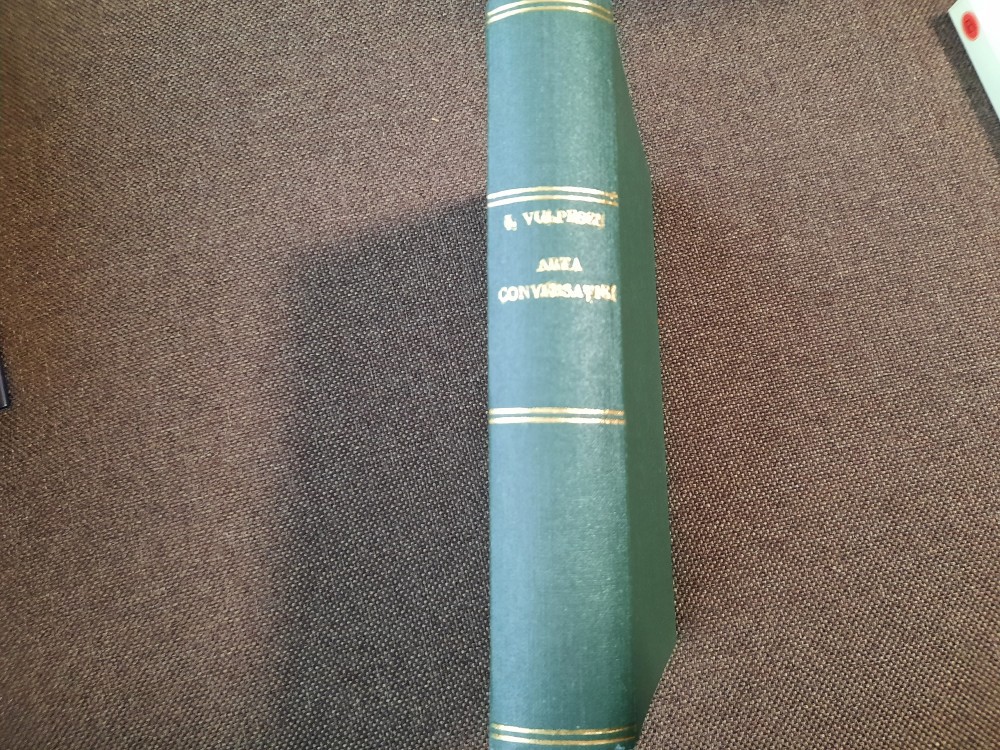 I. VULPESCU
ARTA
CONVERSAȚIEI